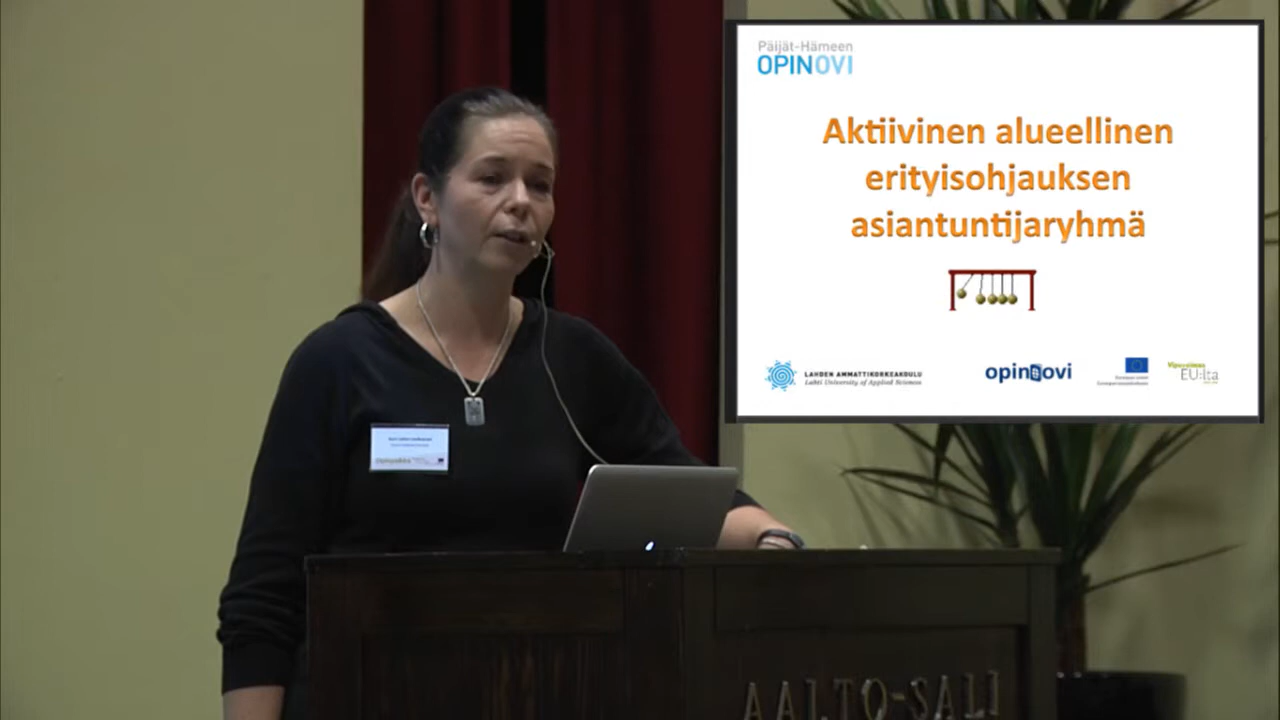 Päijät-Hämeen
OPINOVI
Aktiivinen alueellinen
erityisohjauksen
asiantuntijaryhmä
LAHDEN AMMATTIKORKEAKOULU
Lahti University of Applied Sciences
opinovi
Vipuvoimaa
EU:lta
AALTO-SALI